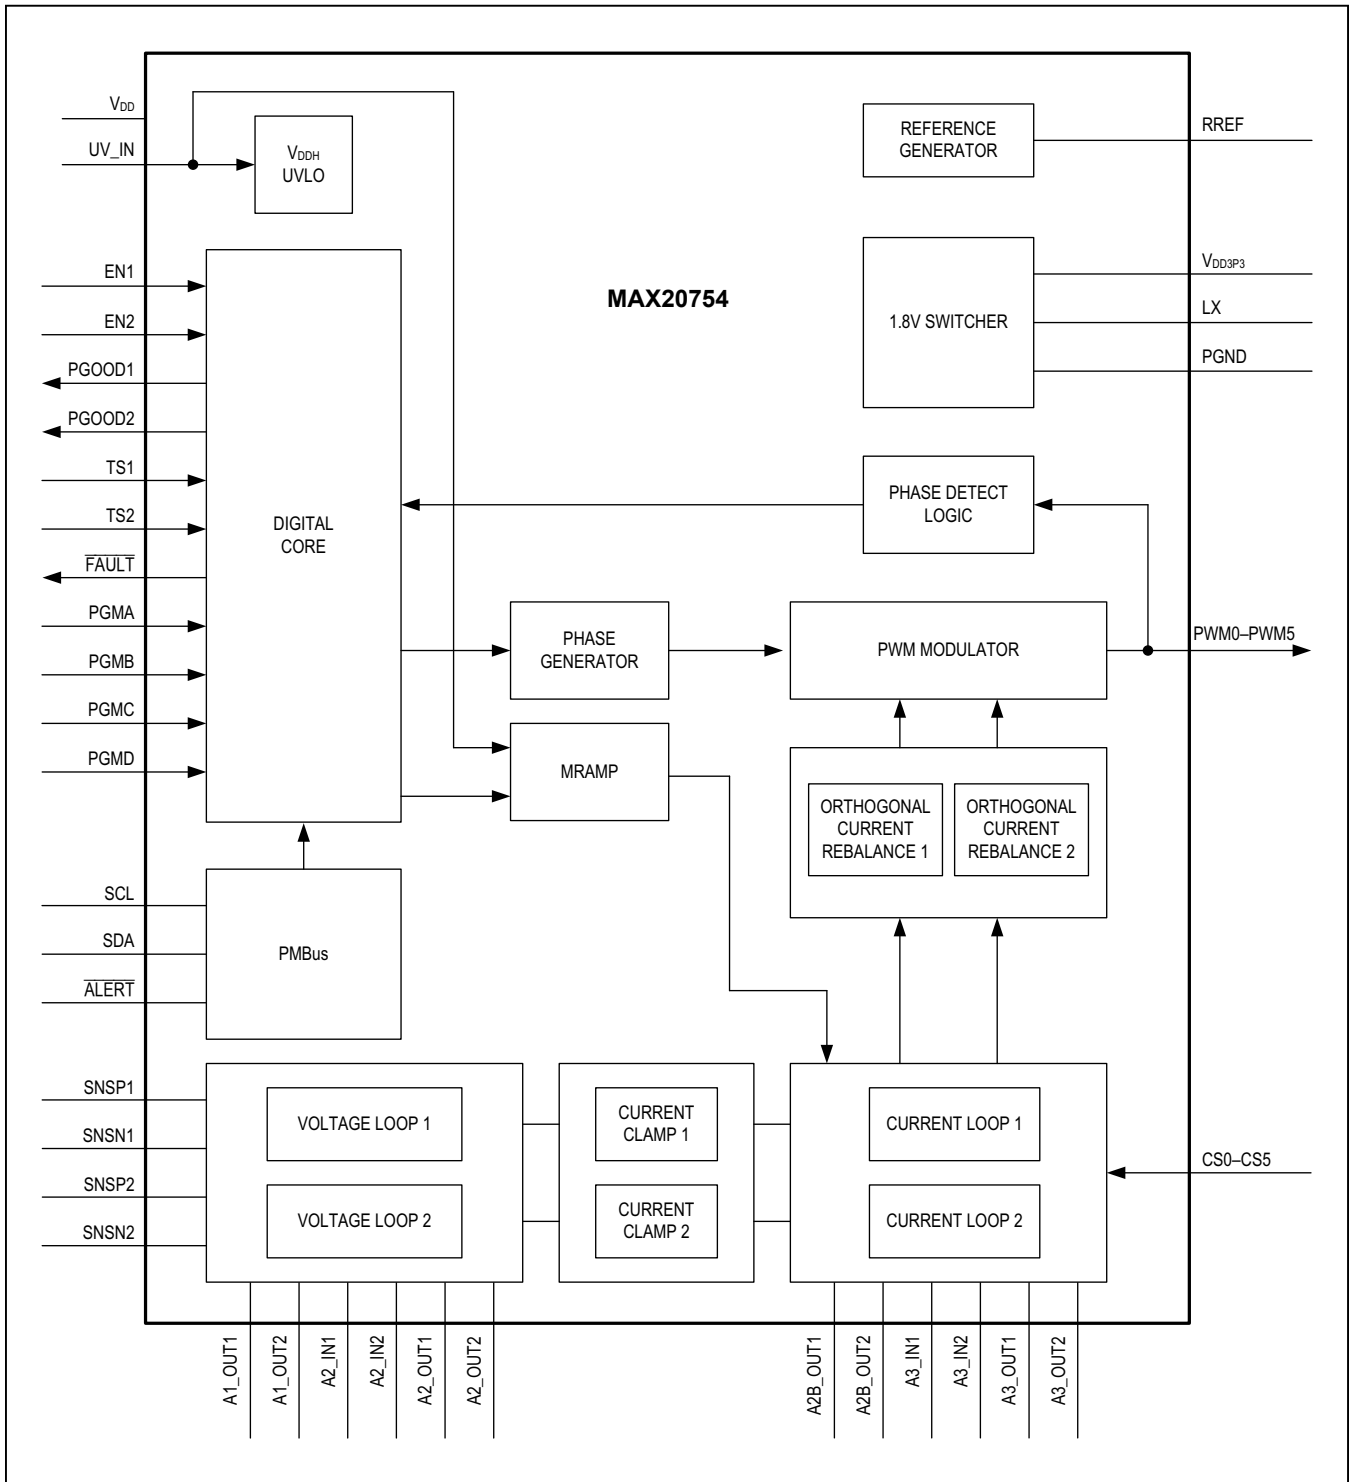 VDD
UV_IN
VDDH
UVLO
REFERENCE
GENERATOR
RREF
MAX20754
1.8V SWITCHER
VDD3P3
LX
PGND
EN1
EN2
PGOOD1
PGOOD2
TS1
TS2
FAULT
PGMA
PGMB
PGMC
PGMD
DIGITAL
CORE
PHASE DETECT
LOGIC
PHASE
GENERATOR
PWM MODULATOR
PWM0–PWM5
MRAMP
ORTHOGONAL
CURRENT
REBALANCE 1
ORTHOGONAL
CURRENT
REBALANCE 2
SCL
SDA
ALERT
PMBus
SNSP1
SNSN1
SNSP2
SNSN2
VOLTAGE LOOP 1
VOLTAGE LOOP 2
CURRENT
CLAMP 1
CURRENT
CLAMP 2
CURRENT LOOP 1
CURRENT LOOP 2
CS0–CS5
A1_OUT1
A1_OUT2
A2_IN1
A2_IN2
A2_OUT1
A2_OUT2
A2B_OUT1
A2B_OUT2
A3_IN1
A3_IN2
A3_OUT1
A3_OUT2